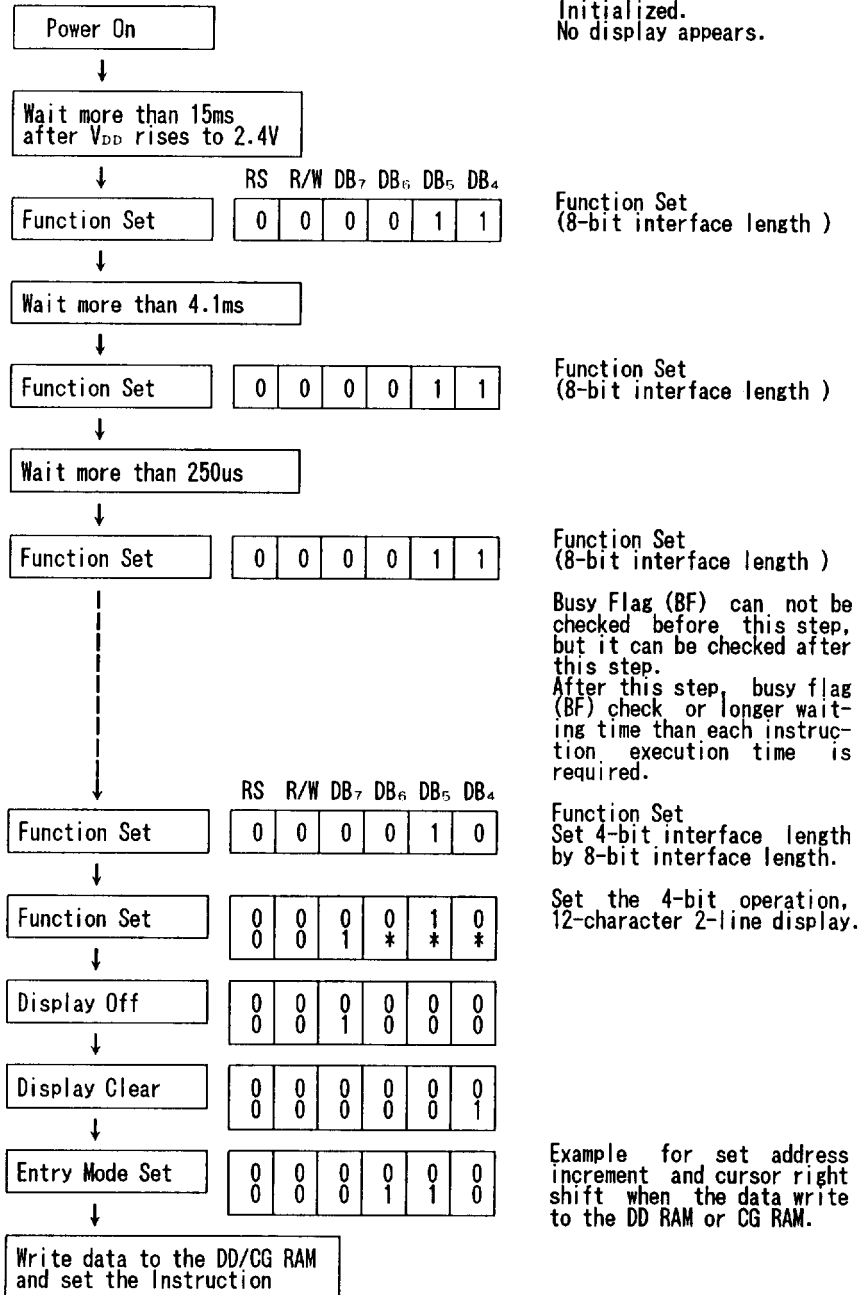 Power On
Initialized.
No display appears.
Wait more than 15ms
after VDD rises to 2.4V
RS R/W DB7 DB6 DB5 DB4
Function Set 0 0 0 0 1 1
Function Set
(8-bit interface length )
Wait more than 4.1ms
Function Set 0 0 0 0 1 1
Function Set
(8-bit interface length )
Wait more than 250us
Function Set 0 0 0 0 1 1
Function Set
(8-bit interface length )
Busy Flag (BF) can not be
checked before this step,
but it can be checked after
this step.
After this step, busy flag
(BF) check or longer wait-
ing time than each instruc-
tion execution time is
required.
RS R/W DB7 DB6 DB5 DB4
Function Set 0 0 0 0 1 0
Function Set
Set 4-bit interface length
by 8-bit interface length.
Function Set
0 0 0 0 1 0
0 0 1 * * *
Set the 4-bit operation,
12-character 2-line display.
Display Off
0 0 0 0 0 0
0 0 1 0 0 0
Display Clear
0 0 0 0 0 0
0 0 0 0 0 1
Entry Mode Set
0 0 0 0 0 0
0 0 0 1 1 0
Example for set address
increment and cursor right
shift when the data write
to the DD RAM or CG RAM.
Write data to the DD/CG RAM
and set the Instruction